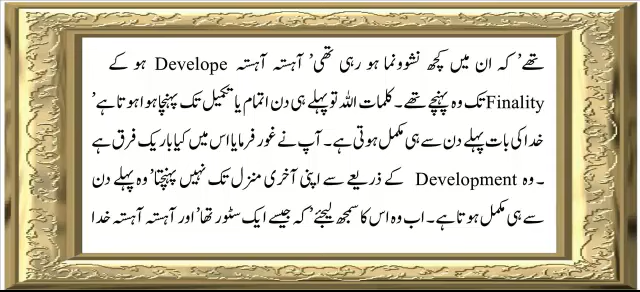 تھے’ کہ ان میں کچھ نشوونما ہو رہی تھی’ آہستہ آہستہ Develope ہو کے
Finality تک وہ پہنچے تھے۔ کلمات اللہ تو پہلے ہی دن اتمام یا تکمیل تک پہنچا ہوا ہوتا ہے’
خدا کی بات پہلے دن سے ہی مکمل ہوتی ہے۔ آپ نے غور فرمایا اس میں کیا باریک فرق ہے
۔ وہ Development کے ذریعے سے اپنی آخری منزل تک نہیں پہنچتا’ وہ پہلے دن
سے ہی مکمل ہوتا ہے۔ اب وہ اس کا سمجھ لیجئے’ کہ جیسے ایک سٹور تھا’ اور آہستہ آہستہ خدا